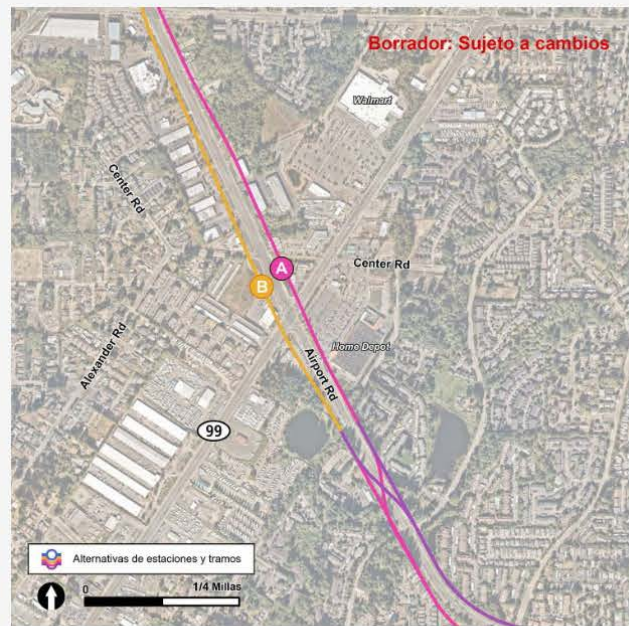 Borrador: Sujeto a cambios
Walmart
Center Rd
A
Center Rd
B
Home Depot
Airport Rd
Alexander Rd
99
Alternativas de estaciones y tramos
0 1/4 Millas